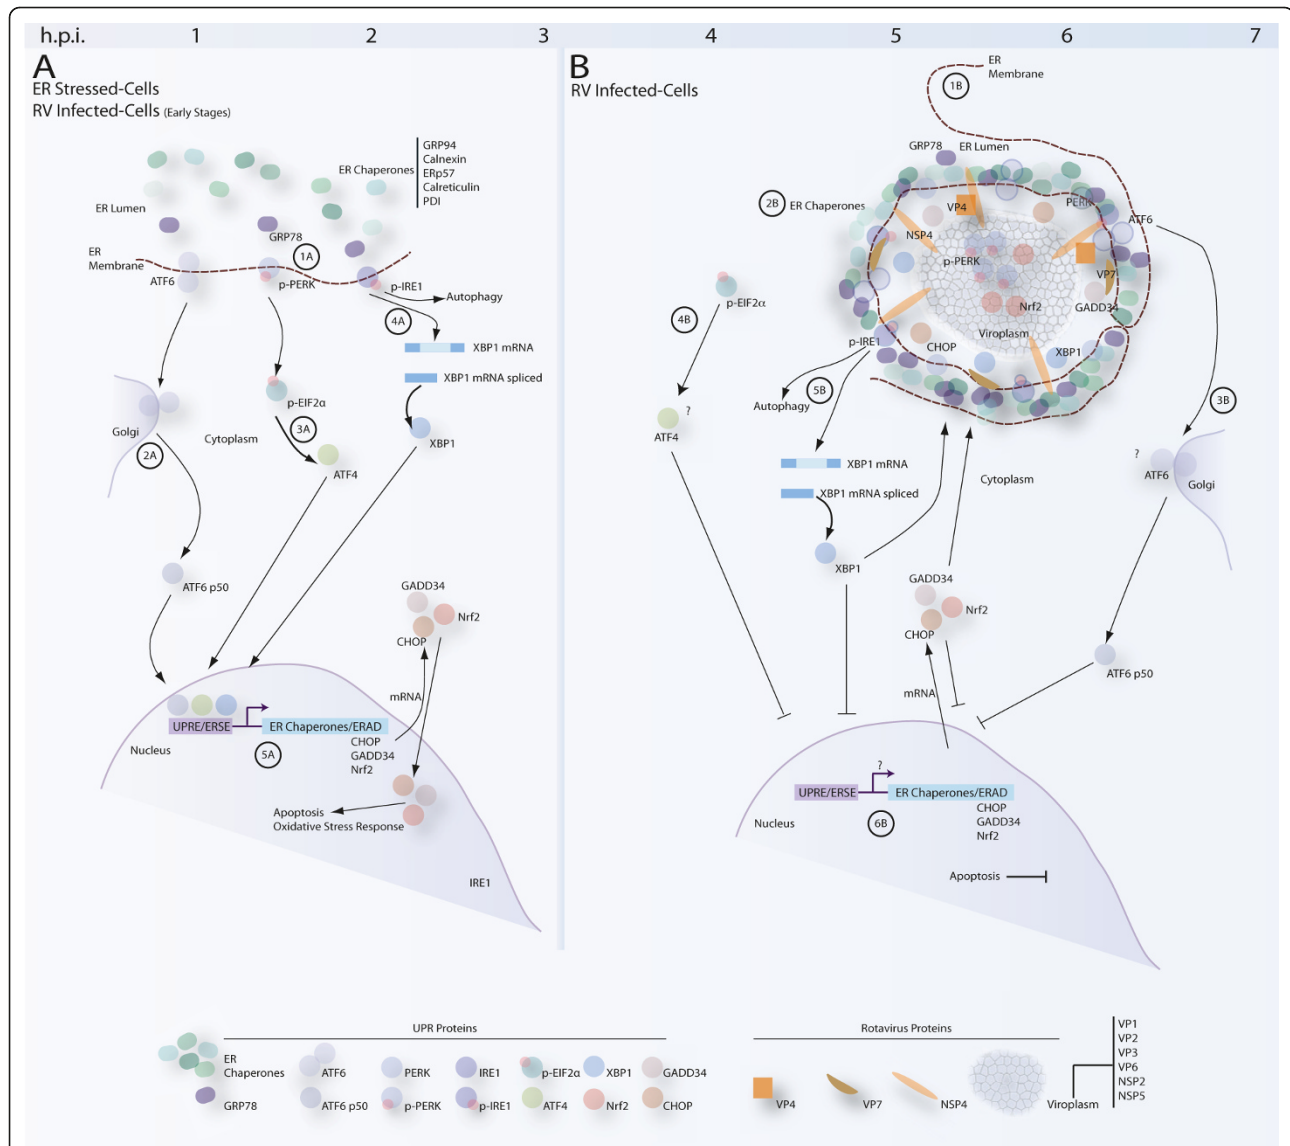 h.p.i. 1 2 3 4 5 6 7
A
ER Stressed-Cells
RV Infected-Cells (Early Stages)
ER Chaperones
GRP94
Calnexin
ERp57
Calreticulin
PDI
ER Lumen
GRP78
ER
Membrane
1A
ATF6
p-PERK
p-IRE1
Autophagy
4A
XBP1 mRNA
XBP1 mRNA spliced
p-EIF2α
Golgi
2A
Cytoplasm
3A
XBP1
ATF4
ATF6 p50
GADD34
Nrf2
CHOP
mRNA
UPRE/ERSE
ER Chaperones/ERAD
Nucleus
5A
CHOP
GADD34
Nrf2
Apoptosis
Oxidative Stress Response
IRE1
B
RV Infected-Cells
ER
Membrane
1B
GRP78
ER Lumen
2B
ER Chaperones
VP4
PERK
ATF6
NSP4
p-PERK
VP7
GADD34
Nrf2
Viroplasm
p-EIF2α
4B
p-IRE1
CHOP
XBP1
Autophagy
5B
3B
?
ATF4
XBP1 mRNA
XBP1 mRNA spliced
Cytoplasm
?
ATF6
Golgi
XBP1
GADD34
Nrf2
CHOP
ATF6 p50
mRNA
?
UPRE/ERSE
ER Chaperones/ERAD
Nucleus
6B
CHOP
GADD34
Nrf2
Apoptosis
UPR Proteins
ER
Chaperones
ATF6
PERK
IRE1
p-EIF2α
XBP1
GADD34
GRP78
ATF6 p50
p-PERK
p-IRE1
ATF4
Nrf2
CHOP
Rotavirus Proteins
VP4
VP7
NSP4
Viroplasm
VP1
VP2
VP3
VP6
NSP2
NSP5